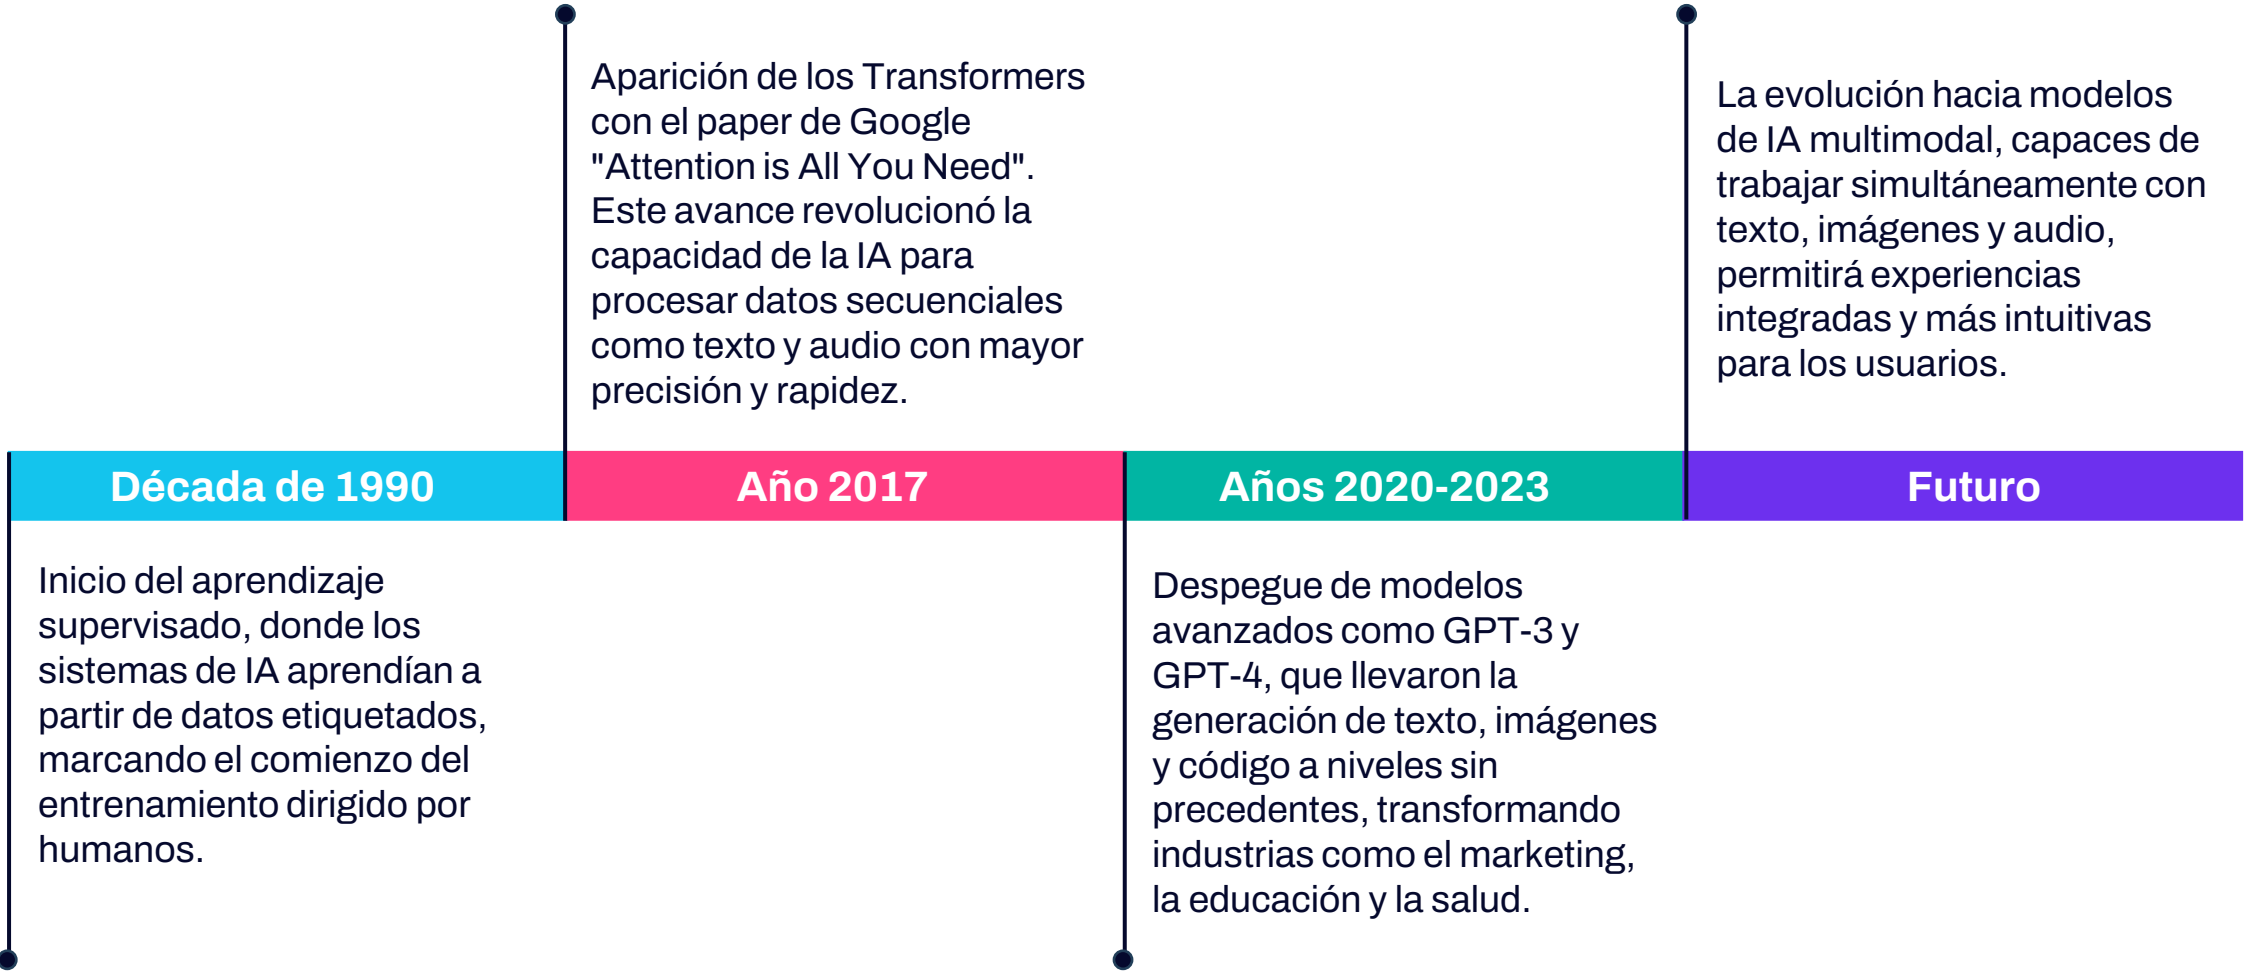 Década de 1990
Inicio del aprendizaje
supervisado, donde los
sistemas de IA aprendían a
partir de datos etiquetados,
marcando el comienzo del
entrenamiento dirigido por
humanos.
Aparición de los Transformers
con el paper de Google
"Attention is All You Need".
Este avance revolucionó la
capacidad de la IA para
procesar datos secuenciales
como texto y audio con mayor
precisión y rapidez.
Año 2017
Años 2020-2023
Despegue de modelos
avanzados como GPT-3 y
GPT-4, que llevaron la
generación de texto, imágenes
y código a niveles sin
precedentes, transformando
industrias como el marketing,
la educación y la salud.
La evolución hacia modelos
de IA multimodal, capaces de
trabajar simultáneamente con
texto, imágenes y audio,
permitirá experiencias
integradas y más intuitivas
para los usuarios.
Futuro